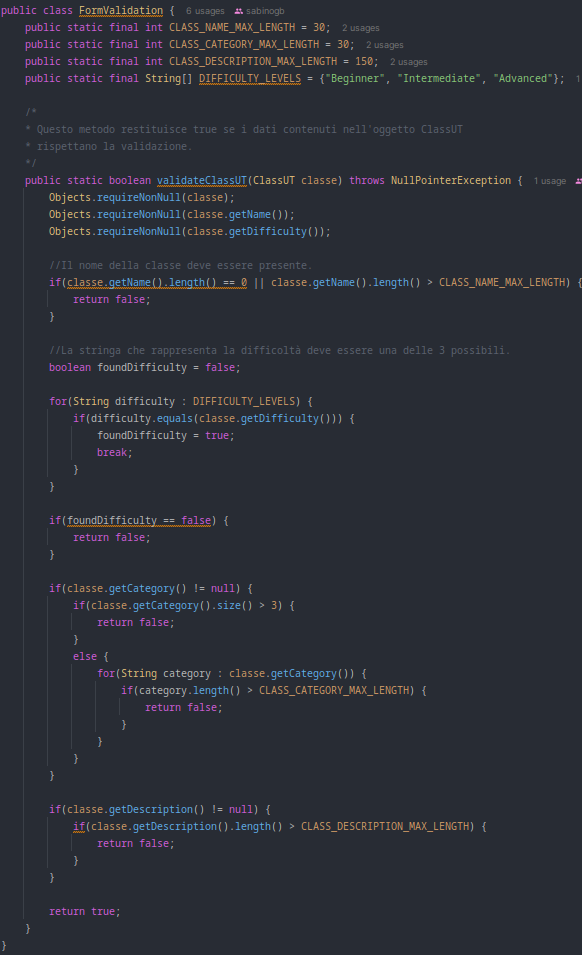 public class FormValidation { 6 usages sabinogb
public static final int CLASS_NAME_MAX_LENGTH = 30; 2 usages
public static final int CLASS_CATEGORY_MAX_LENGTH = 30; 2 usages
public static final int CLASS_DESCRIPTION_MAX_LENGTH = 150; 2 usages
public static final String[] DIFFICULTY_LEVELS = {"Beginner", "Intermediate", "Advanced"}; 1
/*
* Questo metodo restituisce true se i dati contenuti nell'oggetto ClassUT
* rispettano la validazione.
*/
public static boolean validateClassUT(ClassUT classe) throws NullPointerException { 1 usage
Objects.requireNonNull(classe);
Objects.requireNonNull(classe.getName());
Objects.requireNonNull(classe.getDifficulty());
//Il nome della classe deve essere presente.
if(classe.getName().length() == 0 || classe.getName().length() > CLASS_NAME_MAX_LENGTH) {
return false;
}
//La stringa che rappresenta la difficoltà deve essere una delle 3 possibili.
boolean foundDifficulty = false;
for(String difficulty : DIFFICULTY_LEVELS) {
if(difficulty.equals(classe.getDifficulty())) {
foundDifficulty = true;
break;
}
}
if(foundDifficulty == false) {
return false;
}
if(classe.getCategory() != null) {
if(classe.getCategory().size() > 3) {
return false;
}
else {
for(String category : classe.getCategory()) {
if(category.length() > CLASS_CATEGORY_MAX_LENGTH) {
return false;
}
}
}
}
if(classe.getDescription() != null) {
if(classe.getDescription().length() > CLASS_DESCRIPTION_MAX_LENGTH) {
return false;
}
}
return true;
}
}